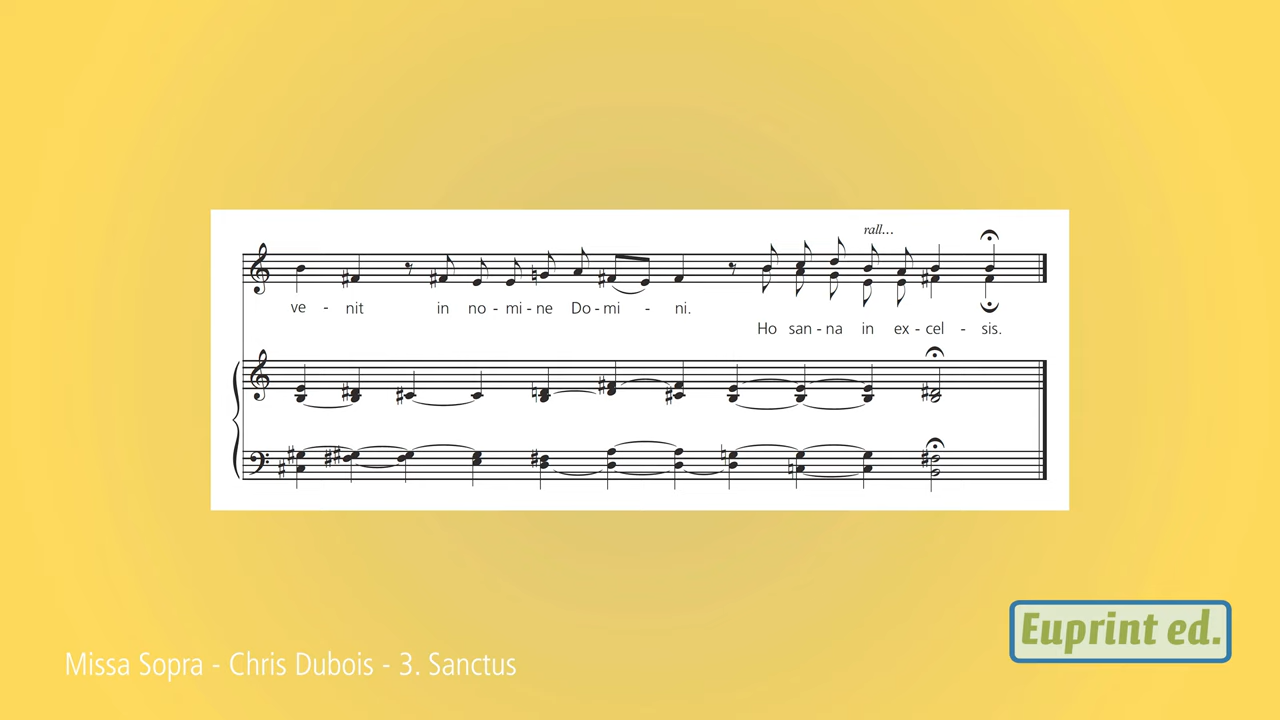 rall...
ve - nit in no - mi - ne Do - mi - ni.
Ho san - na in ex - cel - sis.
Euprint ed.
Missa Sopra - Chris Dubois - 3. Sanctus